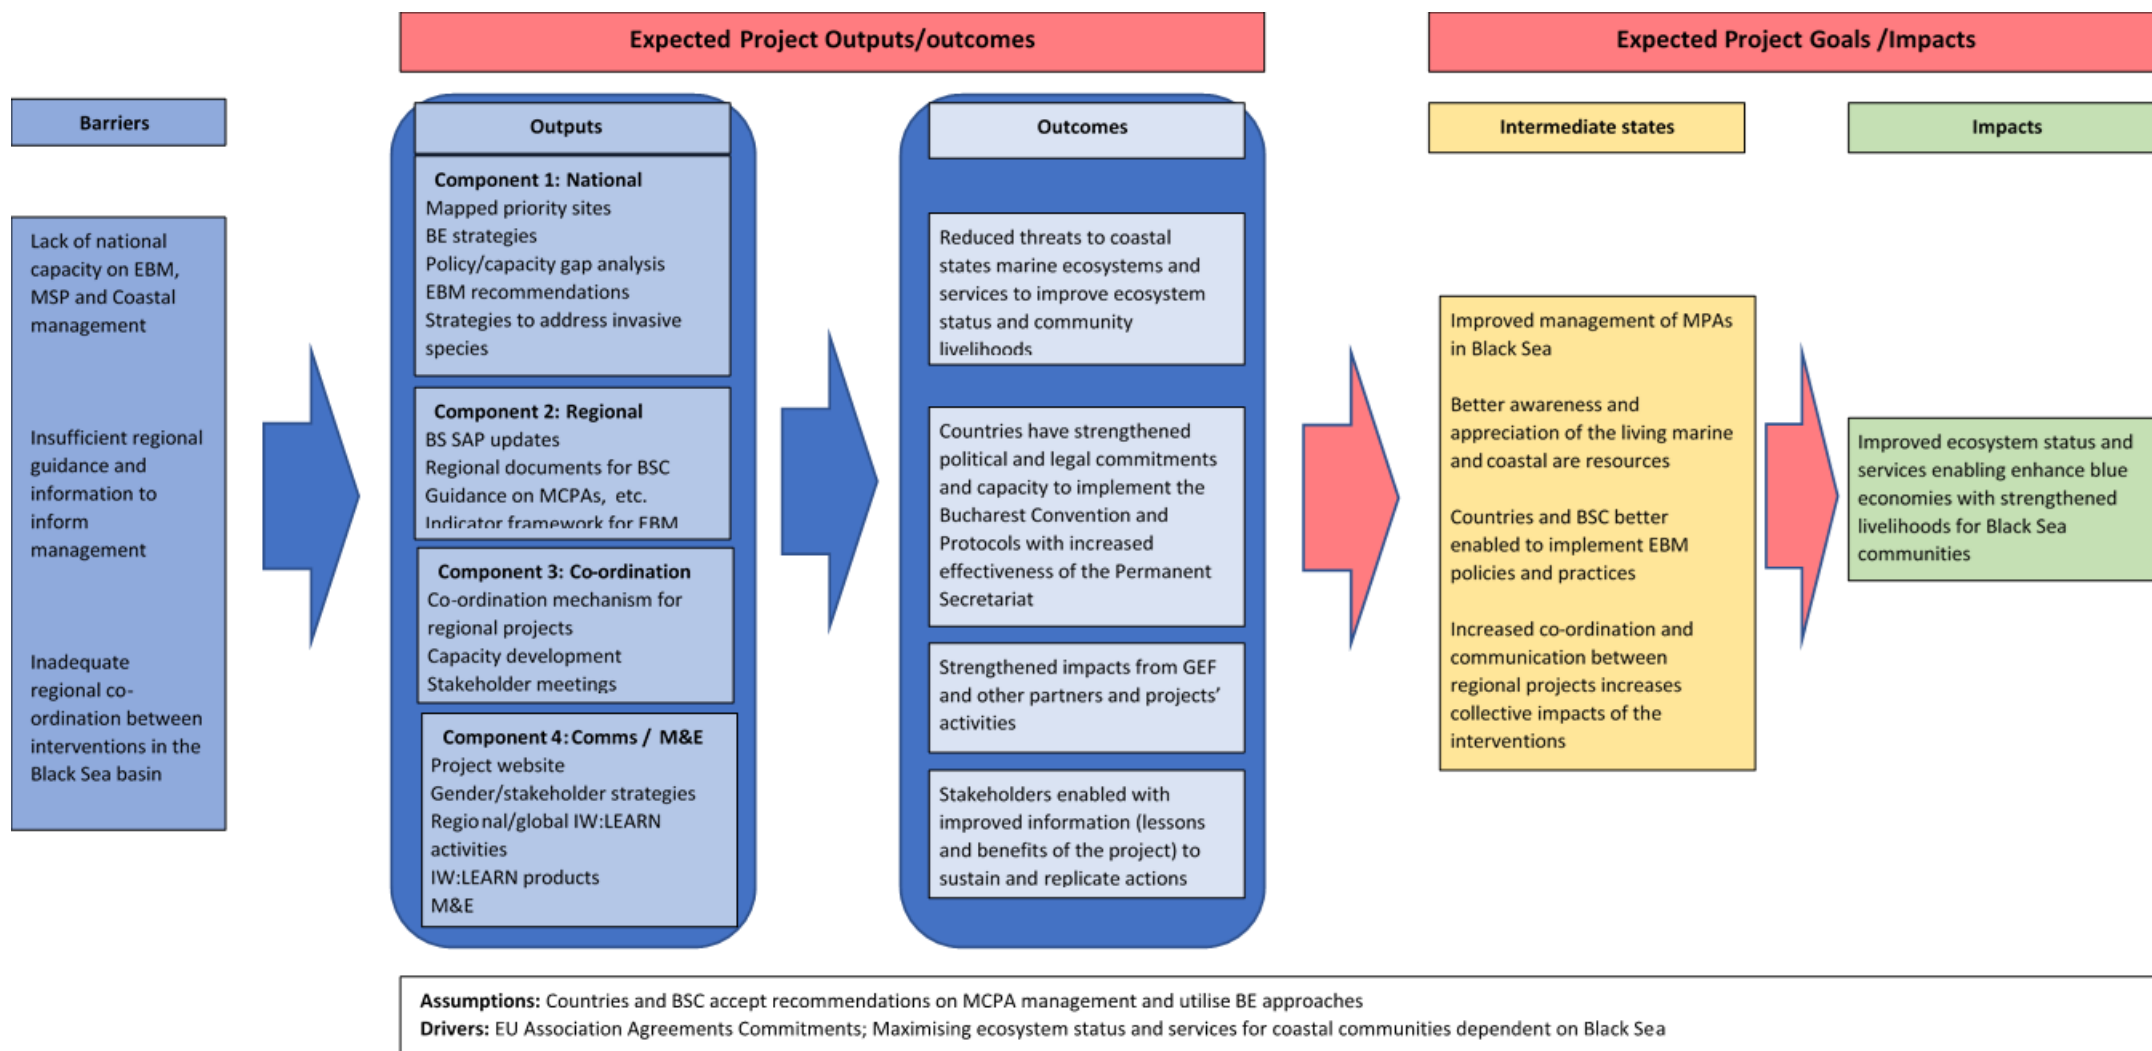 Expected Project Outputs/outcomes
Expected Project Goals /Impacts
Barriers
Outputs
Outcomes
Intermediate states
Impacts
Lack of national
capacity on EBM,
MSP and Coastal
management
Insufficient regional
guidance and
information to
inform
management
Inadequate
regional co-
ordination between
interventions in the
Black Sea basin
Component 1: National
Mapped priority sites
BE strategies
Policy/capacity gap analysis
EBM recommendations
Strategies to address invasive
species
Component 2: Regional
BS SAP updates
Regional documents for BSC
Guidance on MCPAs, etc.
Indicator framework for EBM
Component 3: Co-ordination
Co-ordination mechanism for
regional projects
Capacity development
Stakeholder meetings
Component 4: Comms / M&E
Project website
Gender/stakeholder strategies
Regional/global IW:LEARN
activities
IW:LEARN products
M&E
Reduced threats to coastal
states marine ecosystems and
services to improve ecosystem
status and community
livelihoods
Countries have strengthened
political and legal commitments
and capacity to implement the
Bucharest Convention and
Protocols with increased
effectiveness of the Permanent
Secretariat
Strengthened impacts from GEF
and other partners and projects’
activities
Stakeholders enabled with
improved information (lessons
and benefits of the project) to
sustain and replicate actions
Improved management of MPAs
in Black Sea
Better awareness and
appreciation of the living marine
and coastal are resources
Countries and BSC better
enabled to implement EBM
policies and practices
Increased co-ordination and
communication between
regional projects increases
collective impacts of the
interventions
Improved ecosystem status and
services enabling enhance blue
economies with strengthened
livelihoods for Black Sea
communities
Assumptions: Countries and BSC accept recommendations on MCPA management and utilise BE approaches
Drivers: EU Association Agreements Commitments; Maximising ecosystem status and services for coastal communities dependent on Black Sea